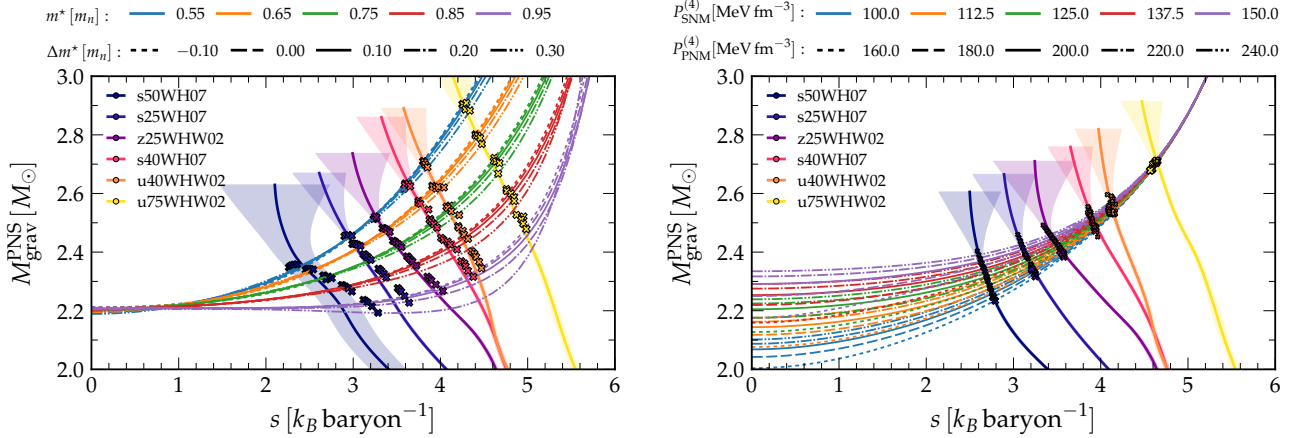 m⋆ [mₙ] : 0.55 0.65 0.75 0.85 0.95
Δm⋆ [mₙ] : −0.10 0.00 0.10 0.20 0.30
3.0
2.8
2.6
2.4
2.2
2.0
M_grav^PNS [M_⊙]
s50WH07
s25WH07
z25WHW02
s40WH07
u40WHW02
u75WHW02
0 1 2 3 4 5 6
s [k_B baryon⁻¹]
P_SNM^(4) [MeV fm⁻³] : 100.0 112.5 125.0 137.5 150.0
P_PNM^(4) [MeV fm⁻³] : 160.0 180.0 200.0 220.0 240.0
3.0
2.8
2.6
2.4
2.2
2.0
M_grav^PNS [M_⊙]
s50WH07
s25WH07
z25WHW02
s40WH07
u40WHW02
u75WHW02
0 1 2 3 4 5 6
s [k_B baryon⁻¹]